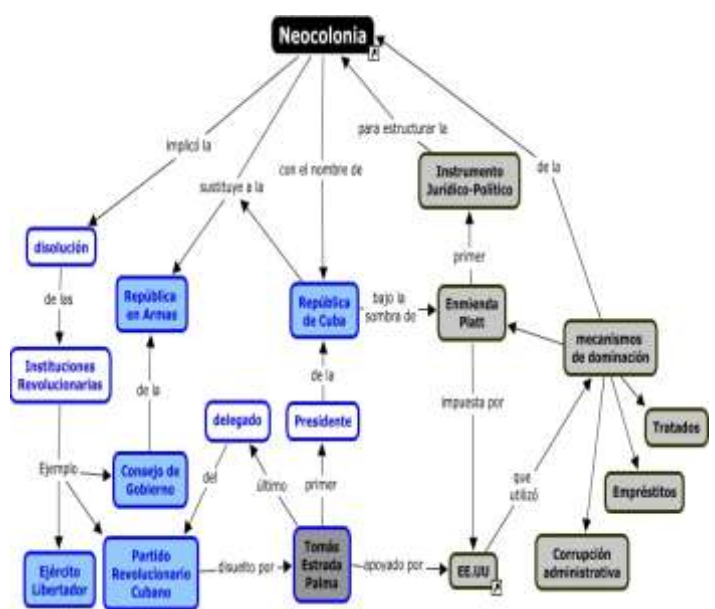 Neocolonia
para estructurar la
implicó la
de la
Instrumento
Jurídico-Político
sustituye a la
con el nombre de
disolución
primer
de las
República
en Armas
República
de Cuba
bajo la
sombra de
Enmienda
Platt
mecanismos
de dominación
Instituciones
Revolucionarias
de la
de la
impuesta por
delegado
Presidente
Tratados
Ejemplo
Consejo de
Gobierno
del
último
primer
que
utilizó
Empréstitos
Ejército
Libertador
Partido
Revolucionario
Cubano
disuelto por
Tomás
Estrada
Palma
apoyado por
EE.UU
Corrupción
administrativa